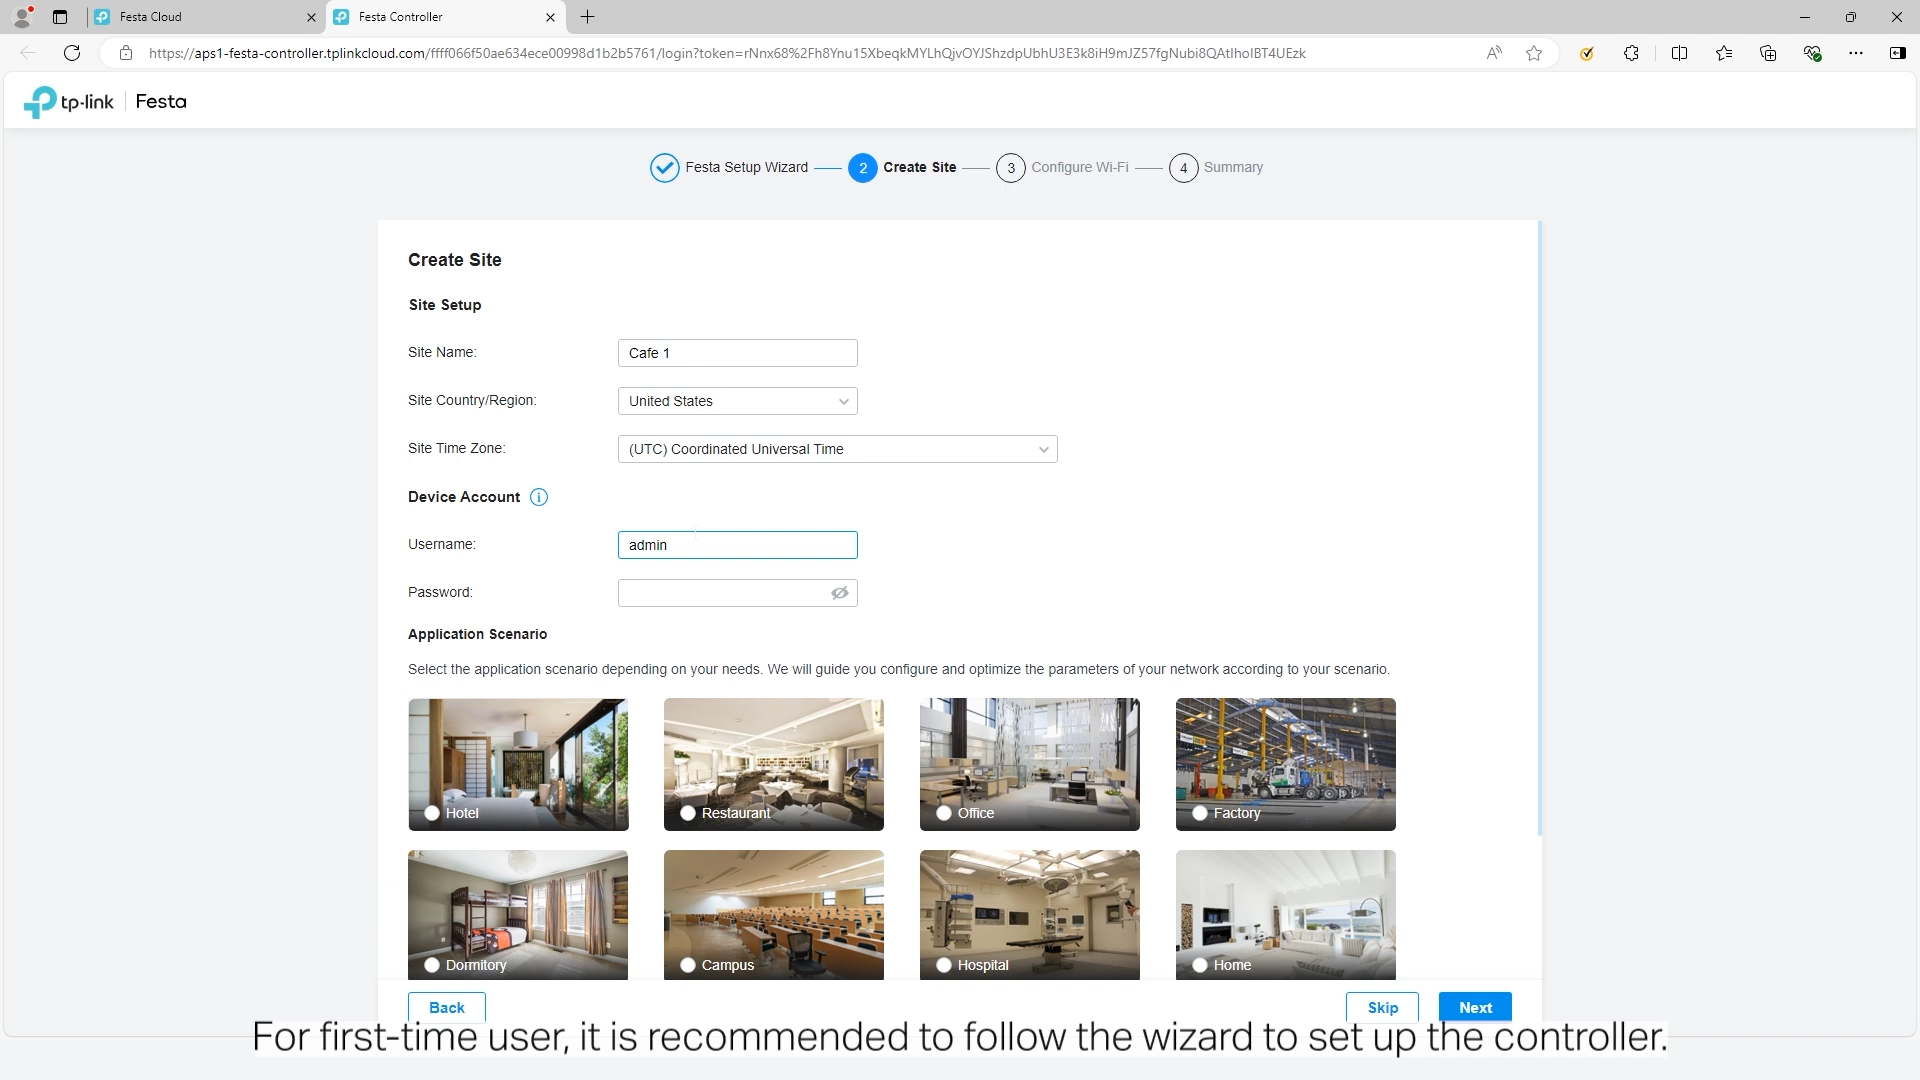 Festa Cloud
Festa Controller
https://aps1-festa-controller.tplinkcloud.com/ffff066f50ae634ece00998d1b2b5761/login?token=rNnx68%2Fh8Ynu15XbeqkMYLhQjvOYJShzdpUbhU3E3k8iH9mJZ57fgNubi8QAtlholBT4UEzk
tp-link | Festa
Festa Setup Wizard 2 Create Site 3 Configure Wi-Fi 4 Summary
Create Site
Site Setup
Site Name: Cafe 1
Site Country/Region: United States
Site Time Zone: (UTC) Coordinated Universal Time
Device Account
Username: admin
Password:
Application Scenario
Select the application scenario depending on your needs. We will guide you configure and optimize the parameters of your network according to your scenario.
Hotel Restaurant Office Factory
Dormitory Campus Hospital Home
Back Skip Next
For first-time user, it is recommended to follow the wizard to set up the controller.